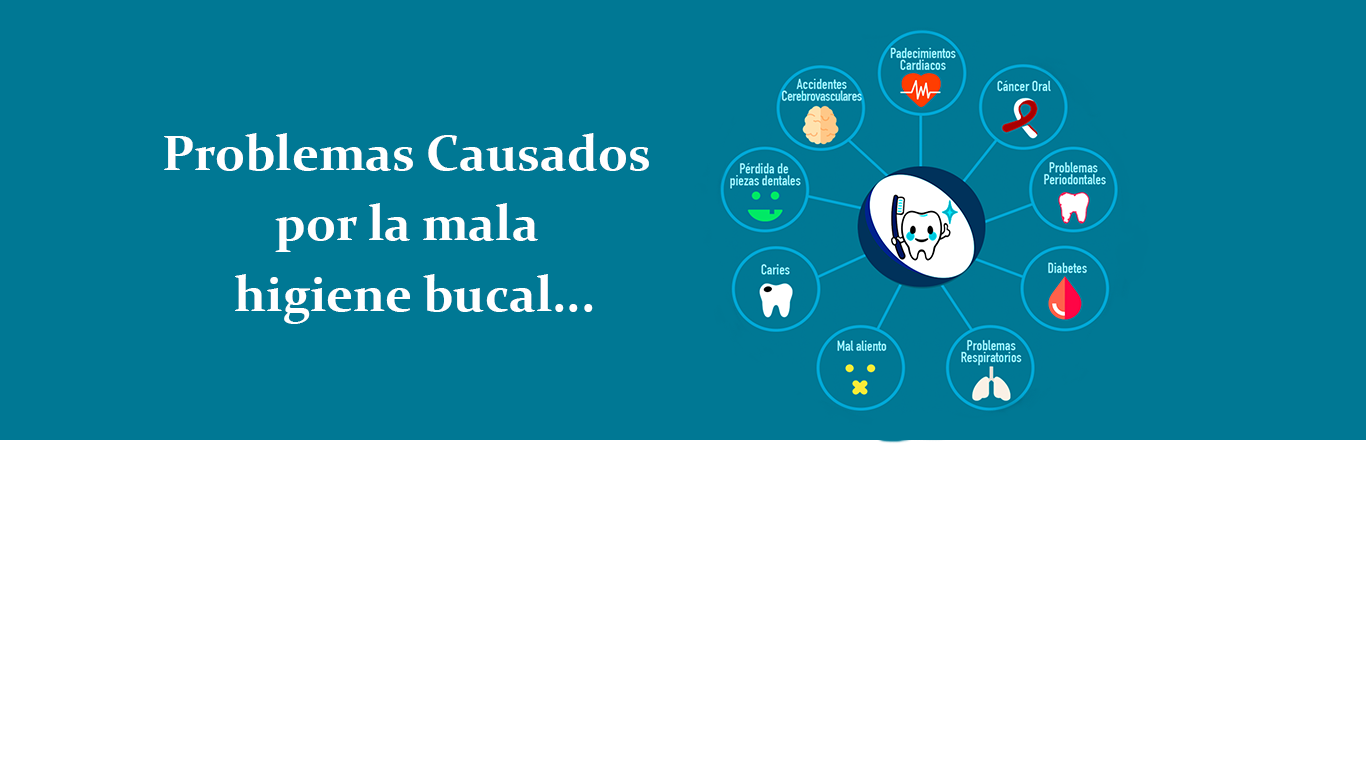 Problemas Causados
por la mala
higiene bucal...
Padecimientos
Cardiacos
Cáncer Oral
Problemas
Periodontales
Diabetes
Problemas
Respiratorios
Mal aliento
Caries
Pérdida de
piezas dentales
Accidentes
Cerebrovasculares